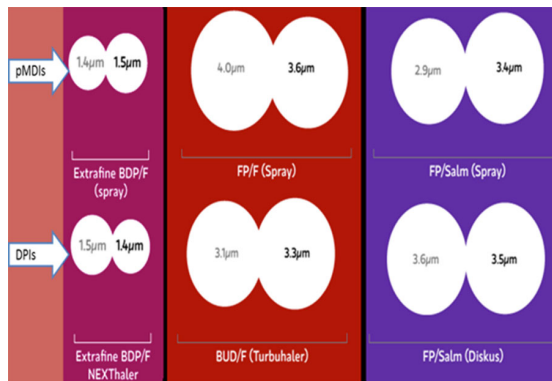 pMDIs
1.4µm 1.5µm
4.0µm 3.6µm
2.9µm 3.4µm
Extrafine BDP/F
(spray)
FP/F (Spray)
FP/Salm (Spray)
DPIs
1.5µm 1.4µm
3.1µm 3.3µm
3.6µm 3.5µm
Extrafine BDP/F
NEXThaler
BUD/F (Turbuhaler)
FP/Salm (Diskus)